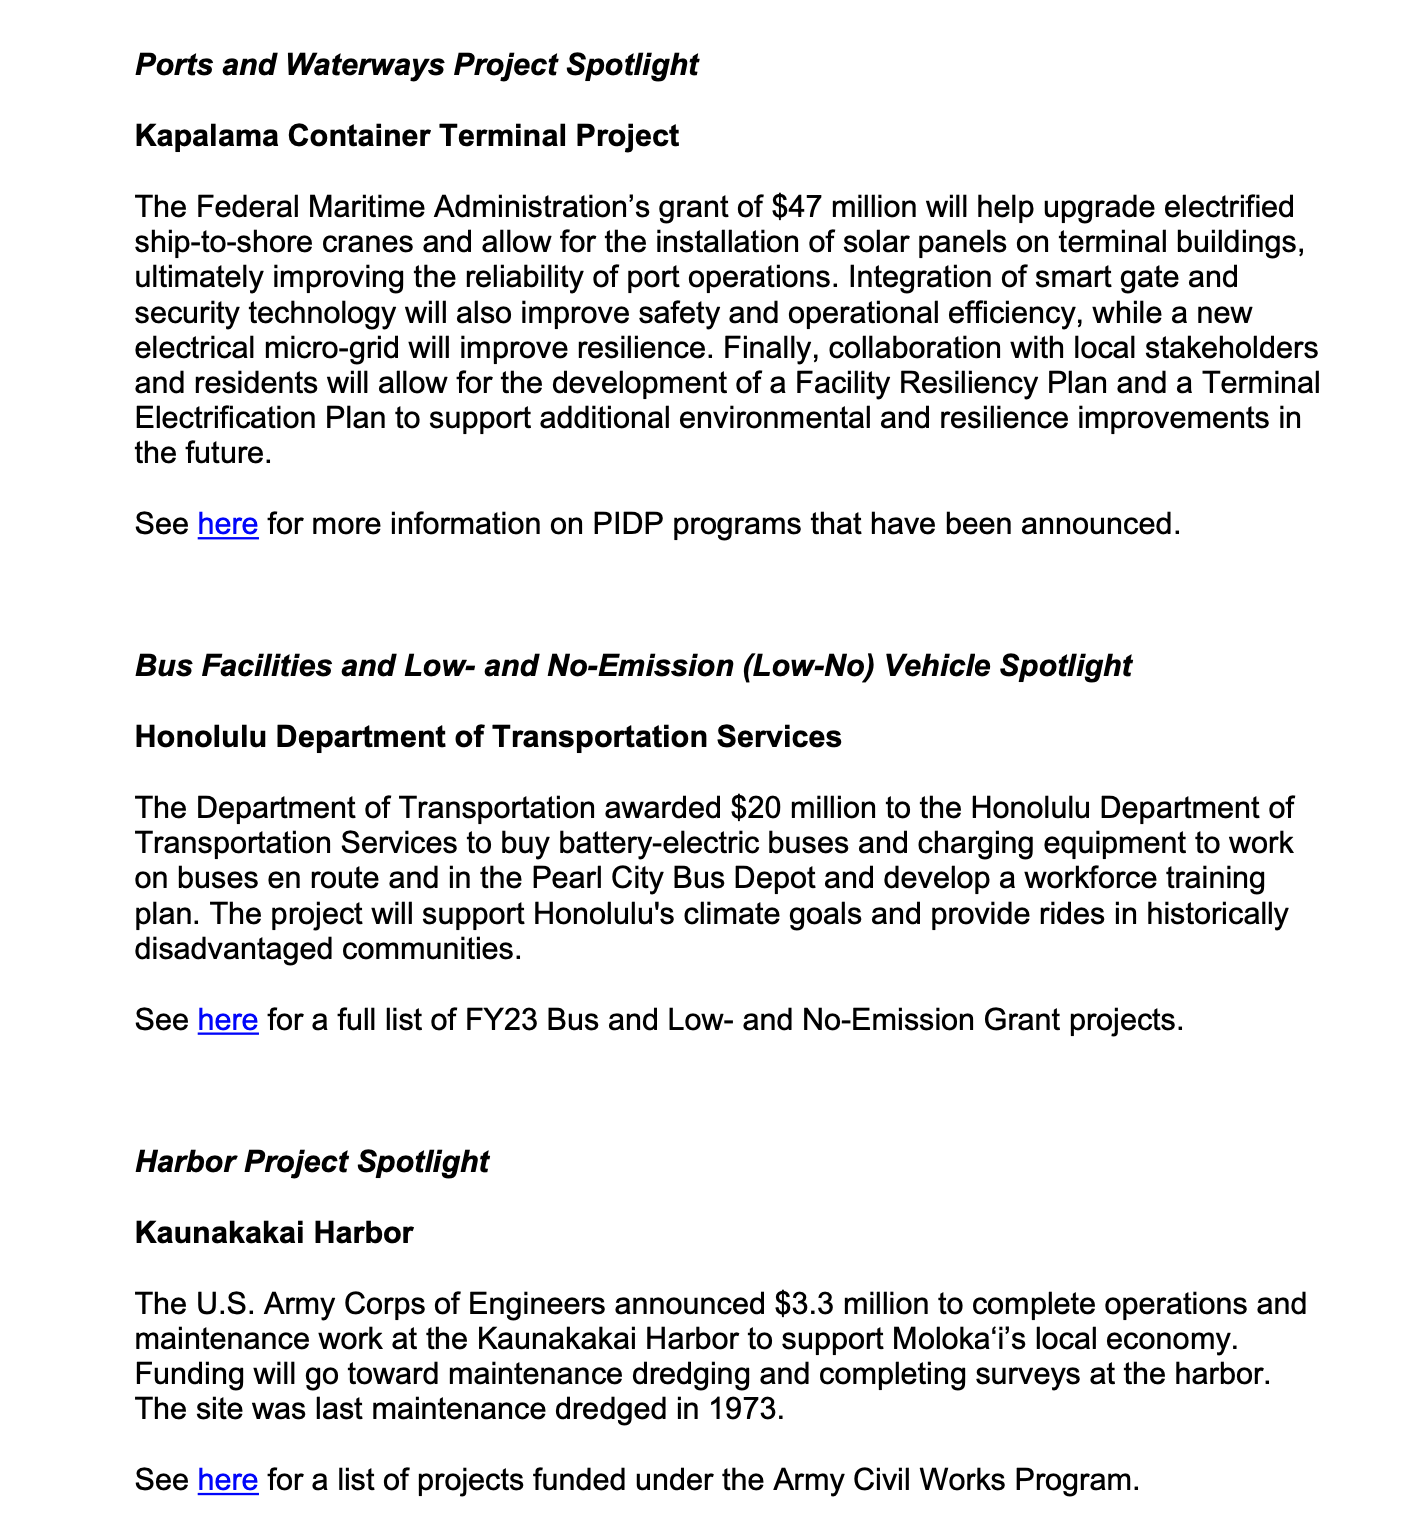 Ports and Waterways Project Spotlight
Kapalama Container Terminal Project
The Federal Maritime Administration’s grant of $47 million will help upgrade electrified
ship-to-shore cranes and allow for the installation of solar panels on terminal buildings,
ultimately improving the reliability of port operations. Integration of smart gate and
security technology will also improve safety and operational efficiency, while a new
electrical micro-grid will improve resilience. Finally, collaboration with local stakeholders
and residents will allow for the development of a Facility Resiliency Plan and a Terminal
Electrification Plan to support additional environmental and resilience improvements in
the future.
See here for more information on PIDP programs that have been announced.
Bus Facilities and Low- and No-Emission (Low-No) Vehicle Spotlight
Honolulu Department of Transportation Services
The Department of Transportation awarded $20 million to the Honolulu Department of
Transportation Services to buy battery-electric buses and charging equipment to work
on buses en route and in the Pearl City Bus Depot and develop a workforce training
plan. The project will support Honolulu's climate goals and provide rides in historically
disadvantaged communities.
See here for a full list of FY23 Bus and Low- and No-Emission Grant projects.
Harbor Project Spotlight
Kaunakakai Harbor
The U.S. Army Corps of Engineers announced $3.3 million to complete operations and
maintenance work at the Kaunakakai Harbor to support Moloka‘i’s local economy.
Funding will go toward maintenance dredging and completing surveys at the harbor.
The site was last maintenance dredged in 1973.
See here for a list of projects funded under the Army Civil Works Program.